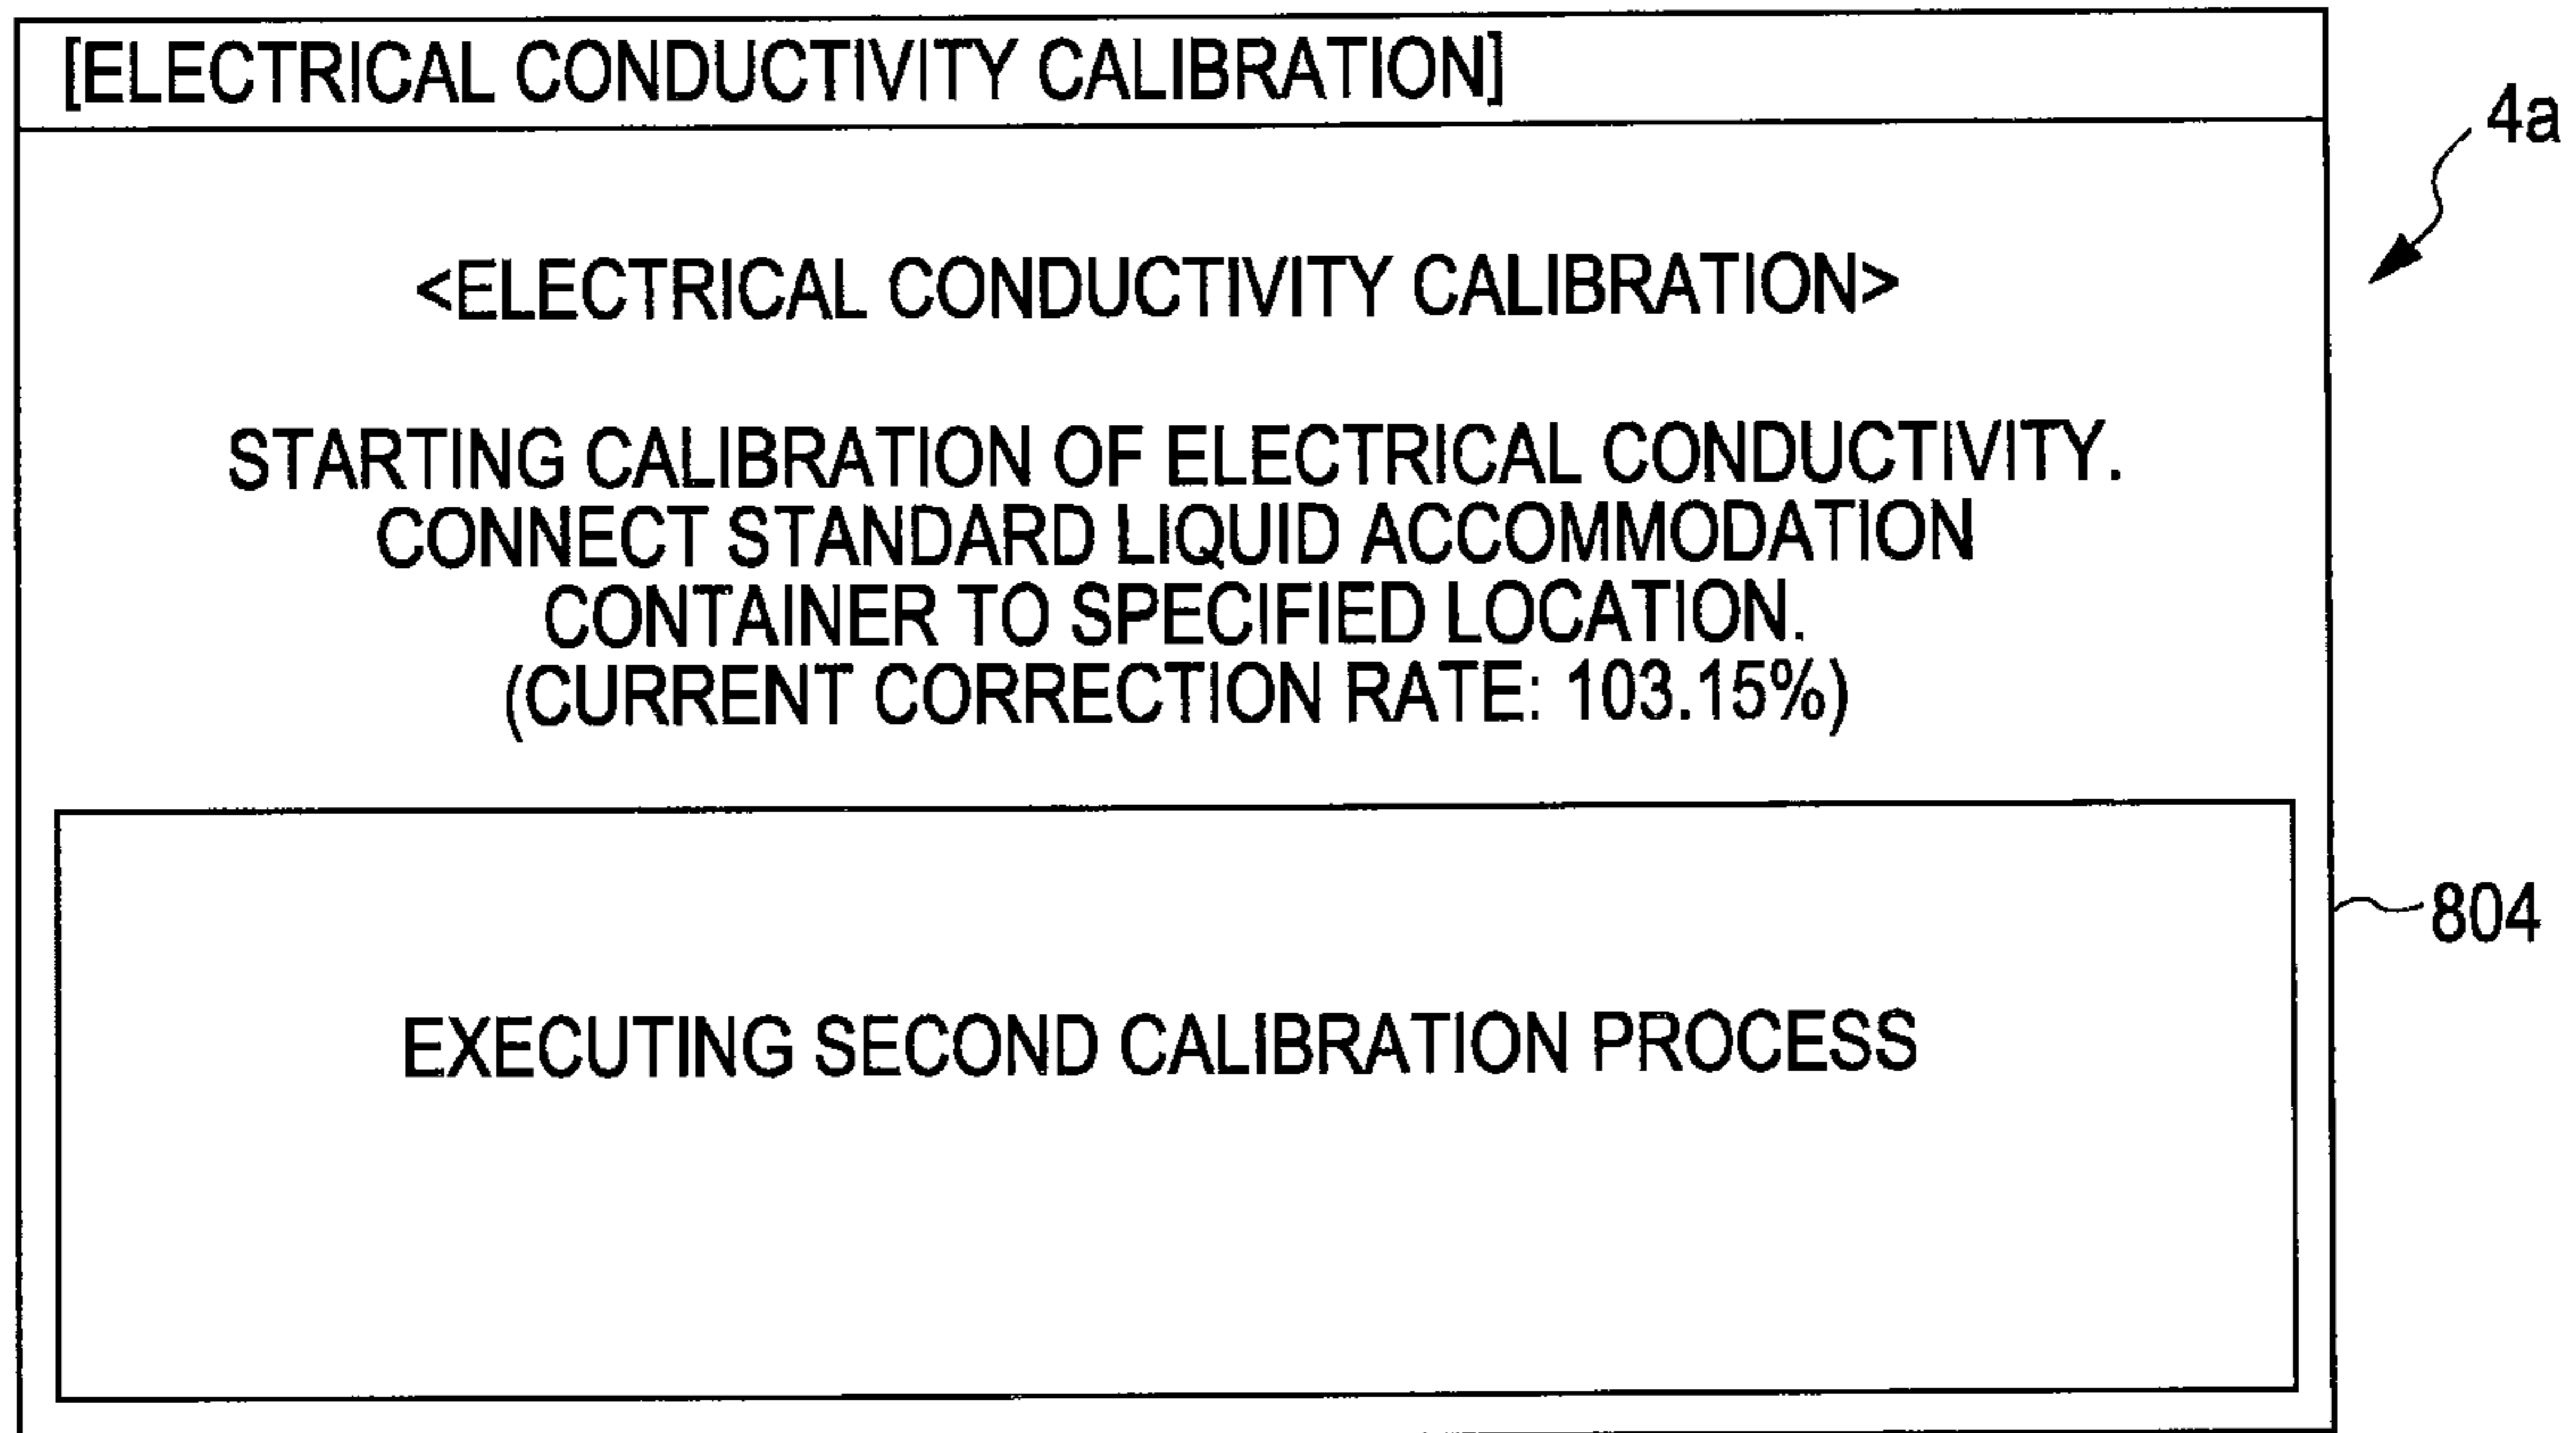 [ELECTRICAL CONDUCTIVITY CALIBRATION]
4a
<ELECTRICAL CONDUCTIVITY CALIBRATION>
STARTING CALIBRATION OF ELECTRICAL CONDUCTIVITY.
CONNECT STANDARD LIQUID ACCOMMODATION
CONTAINER TO SPECIFIED LOCATION.
(CURRENT CORRECTION RATE: 103.15%)
804
EXECUTING SECOND CALIBRATION PROCESS